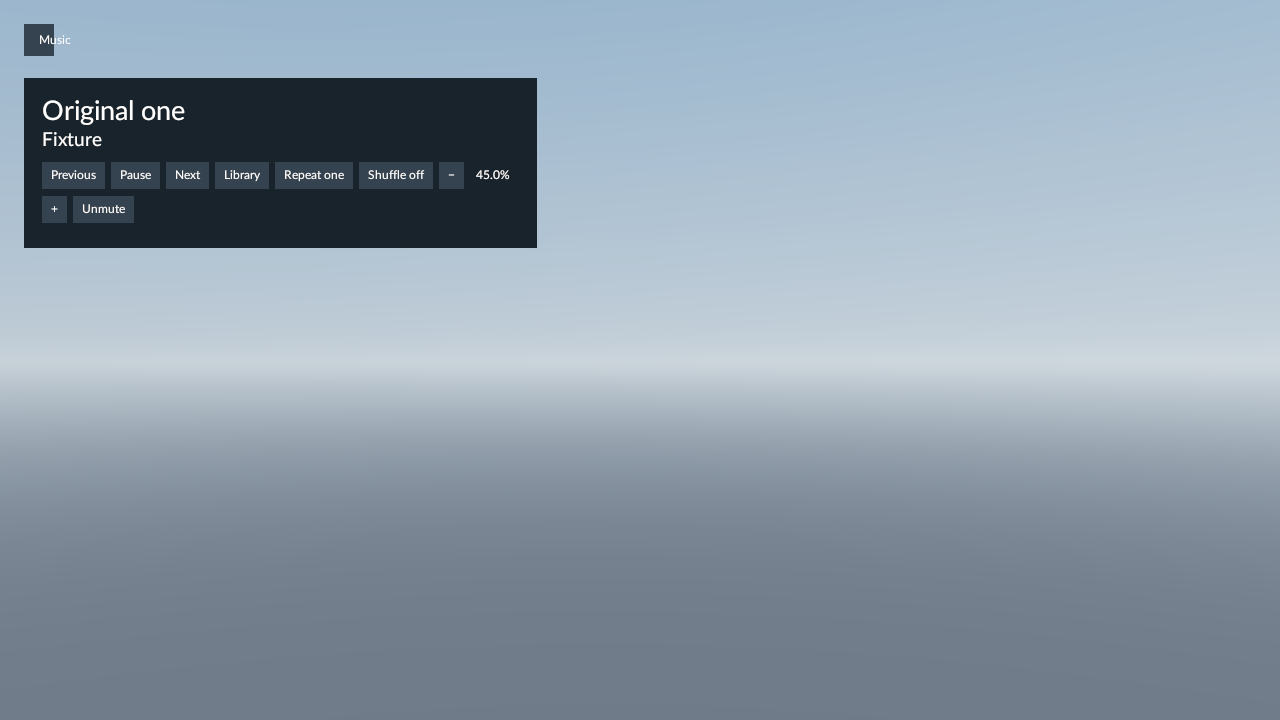 Music
Original one
Fixture
Previous Pause Next Library Repeat one Shuffle off − 45.0%
+ Unmute